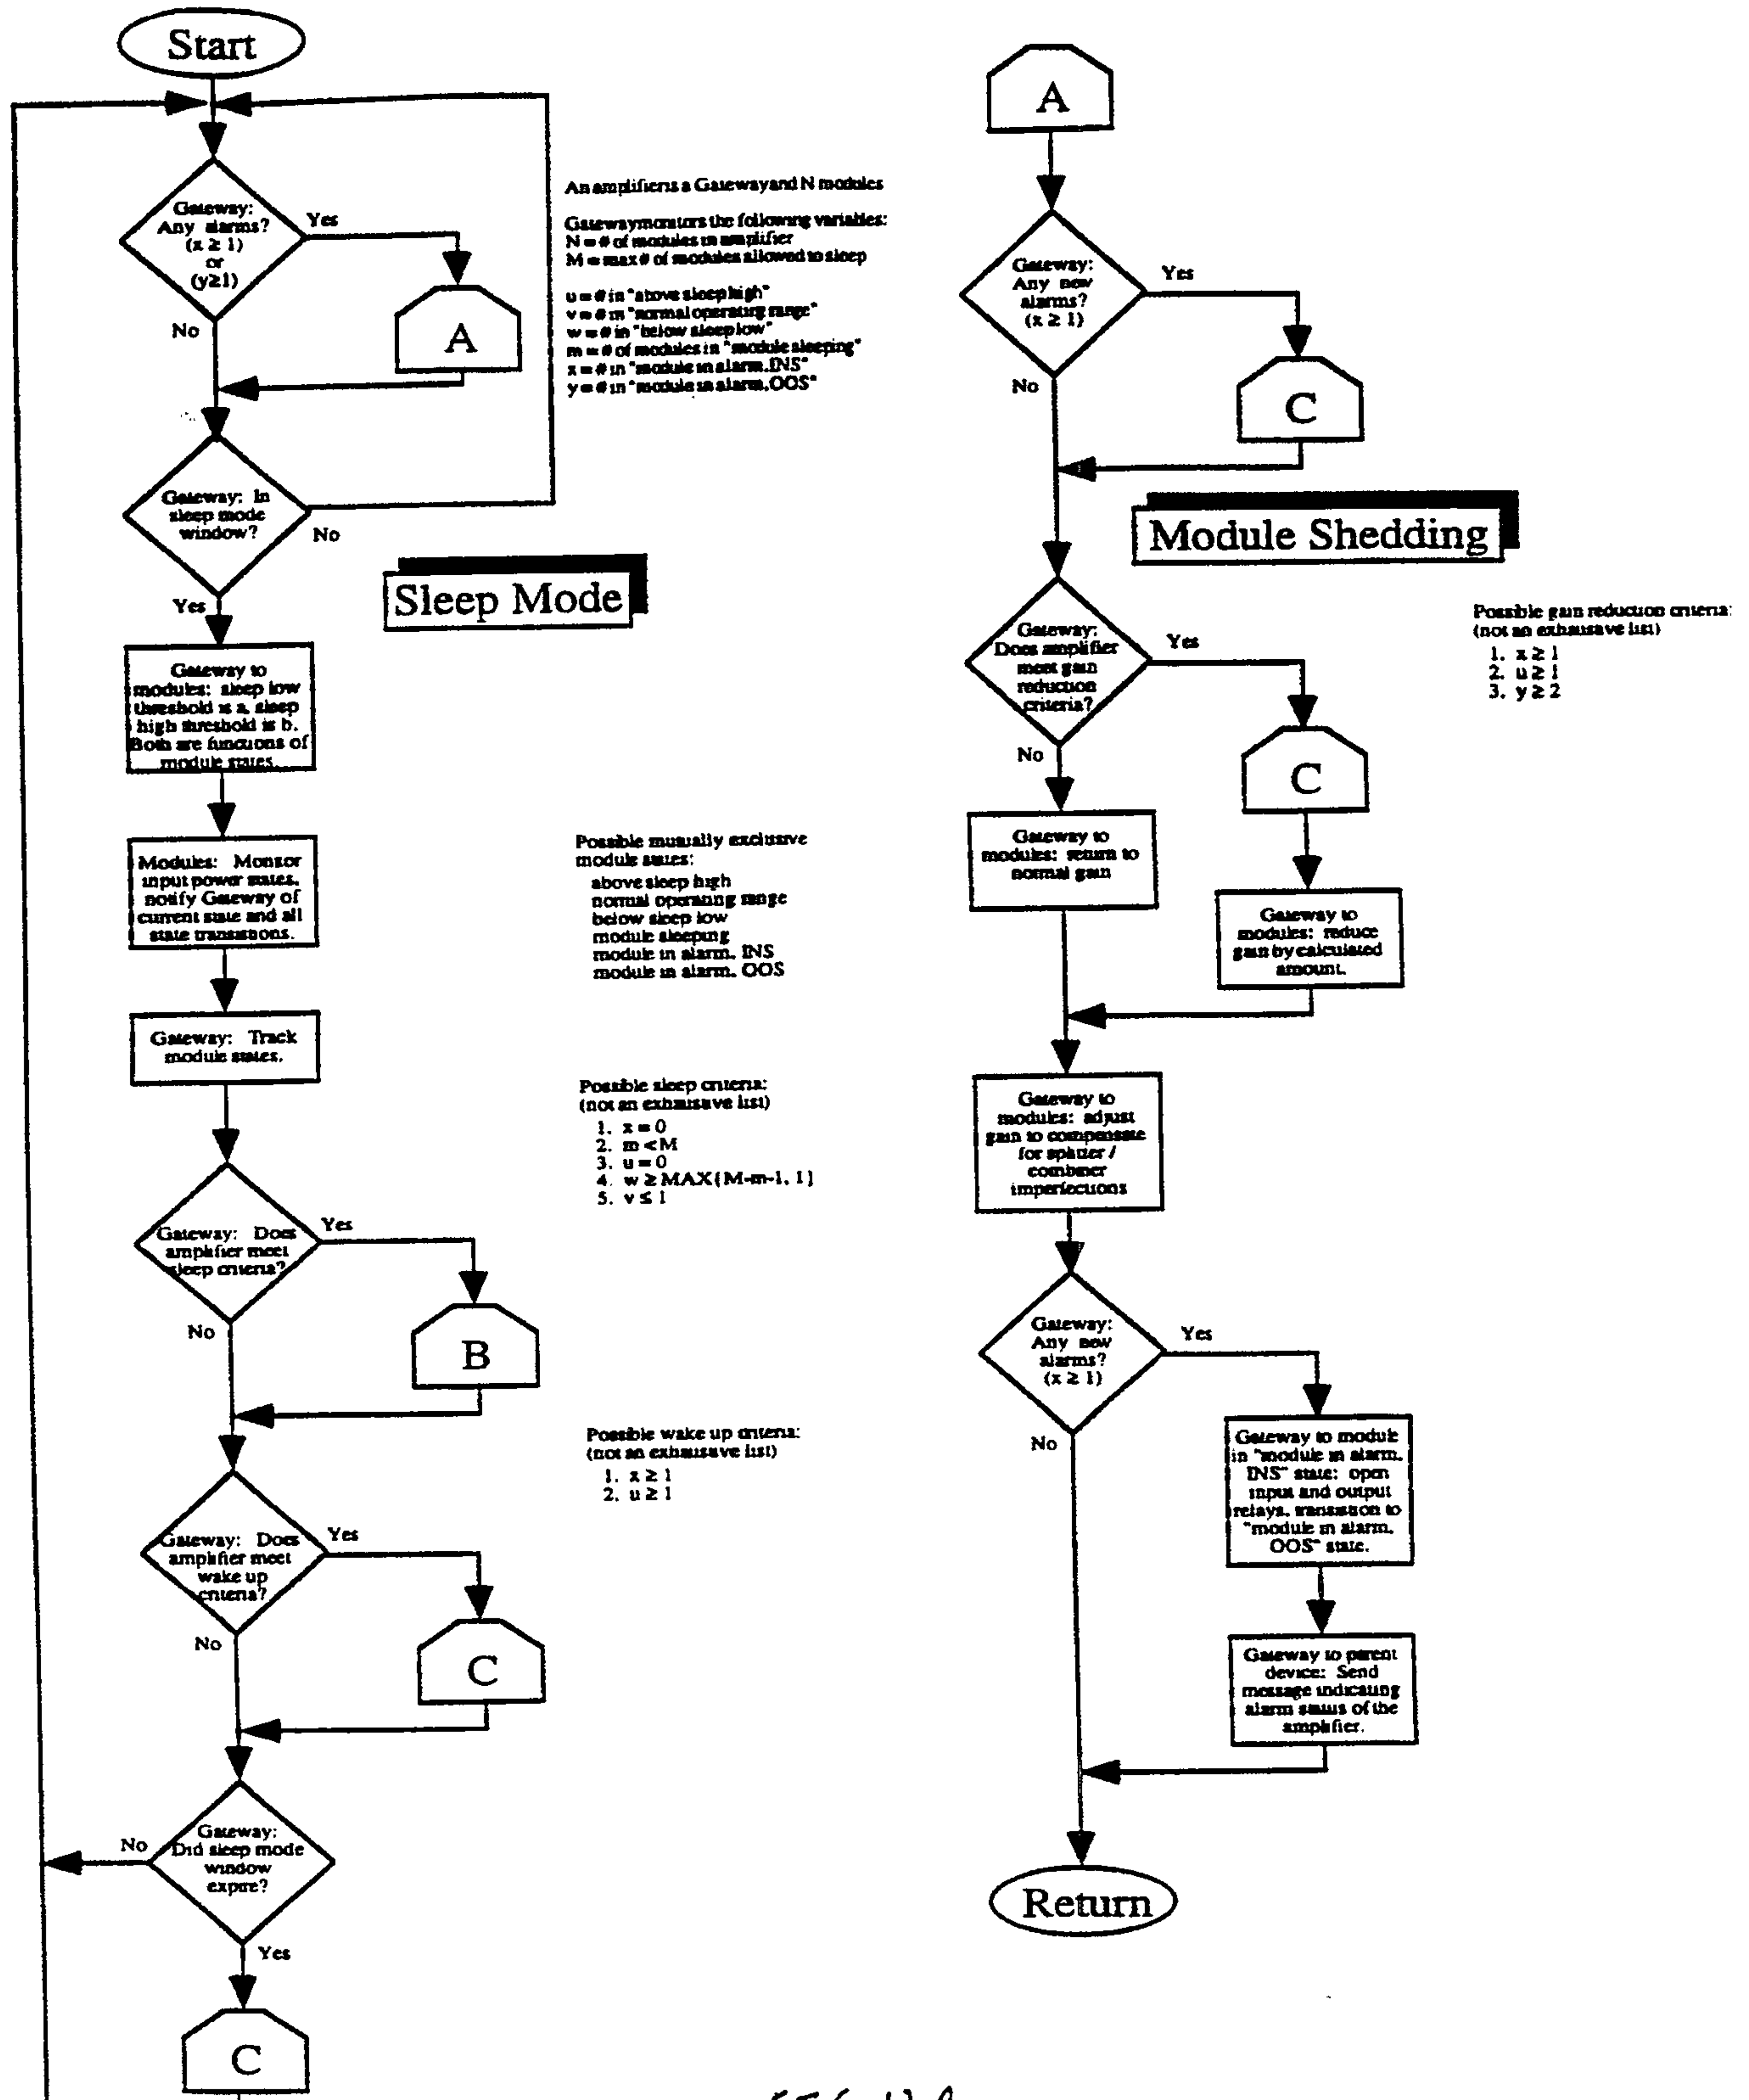 Start
Gateway:
Any alarms?
(x ≥ 1)
or
(y≥1)
Yes
No
A
An amplifier is a Gateway and N modules
Gateway monitors the following variables:
N = # of modules in amplifier
M = max # of modules allowed to sleep
u = # in "above sleep high"
v = # in "normal operating range"
w = # in "below sleep low"
m = # of modules in "module sleeping"
x = # in "module in alarm, INS"
y = # in "module in alarm, OOS"
Gateway: In
sleep mode
window?
No
Yes
Sleep Mode
Gateway to
modules: sleep low
threshold is a, sleep
high threshold is b.
Both are functions of
module states.
Modules: Monitor
input power states,
notify Gateway of
current state and all
state transitions.
Possible mutually exclusive
module states:
above sleep high
normal operating range
below sleep low
module sleeping
module in alarm, INS
module in alarm, OOS
Gateway: Track
module states.
Possible sleep criteria:
(not an exhausave list)
1. x = 0
2. m < M
3. u = 0
4. w ≥ MAX{M-m-1, 1}
5. v ≤ 1
Gateway: Does
amplifier meet
sleep criteria?
Yes
No
B
Possible wake up criteria:
(not an exhausave list)
1. x ≥ 1
2. u ≥ 1
Gateway: Does
amplifier meet
wake up
criteria?
Yes
No
C
Gateway:
Did sleep mode
window
expire?
No
Yes
C
A
Gateway:
Any new
alarms?
(x ≥ 1)
Yes
No
C
Module Shedding
Gateway:
Does amplifier
meet gain
reduction
criteria?
Yes
No
C
Possible gain reduction criteria:
(not an exhausave list)
1. x ≥ 1
2. u ≥ 1
3. y ≥ 2
Gateway to
modules: return to
normal gain
Gateway to
modules: reduce
gain by calculated
amount.
Gateway to
modules: adjust
gain to compensate
for splitter /
combiner
imperfections
Gateway:
Any new
alarms?
(x ≥ 1)
Yes
No
Gateway to module
in "module in alarm,
INS" state: open
input and output
relays, transition to
"module in alarm,
OOS" state.
Gateway to parent
device: Send
message indicating
alarm status of the
amplifier.
Return